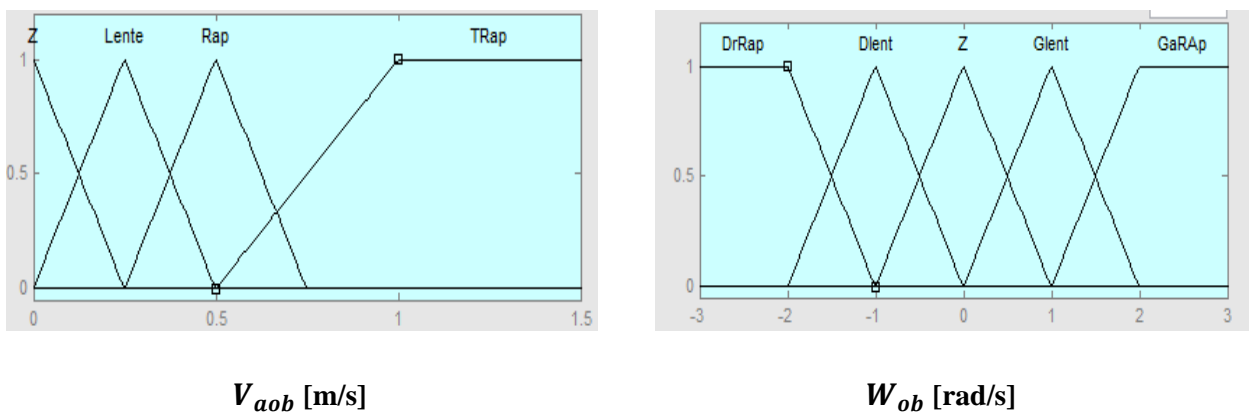 Z Lente Rap TRap
1
0.5
0
0 0.5 1 1.5
V_aob [m/s]
DrRap Dlent Z Glent GaRAp
1
0.5
0
-3 -2 -1 0 1 2 3
W_ob [rad/s]